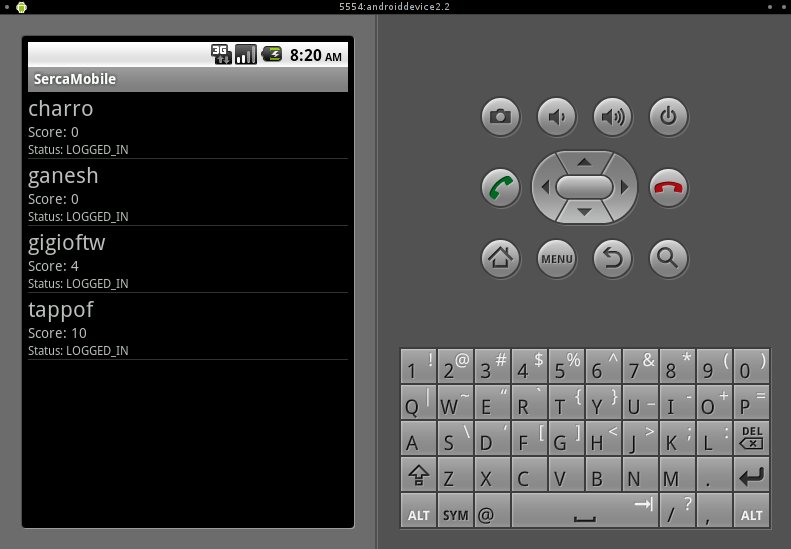 5554:androiddevice2.2
3G 8:20 AM
SercaMobile
charro
Score: 0
Status: LOGGED_IN
ganesh
Score: 0
Status: LOGGED_IN
gigioftw
Score: 4
Status: LOGGED_IN
tappof
Score: 10
Status: LOGGED_IN
MENU
1 ! 2 @ 3 # 4 $ 5 % 6 ^ 7 & 8 * 9 ( 0 )
Q | W ~ E “ R ` T { Y } U _ I - O + P =
A S \ D ‘ F [ G ] H < J > K ; L : DEL
Z X C V B N M .
ALT SYM @ / ? , ALT